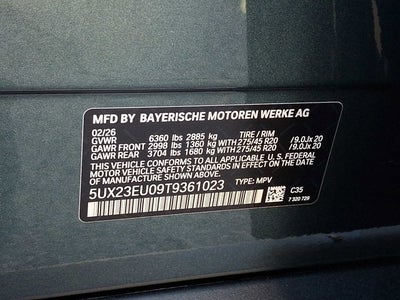 MFD BY BAYERISCHE MOTOREN WERKE AG
02/26 TIRE / RIM
GVWR 6360 lbs 2885 kg
GAWR FRONT 2998 lbs 1360 kg WITH 275/45 R20 /9.0Jx 20
GAWR REAR 3704 lbs 1680 kg WITH 275/45 R20 /9.0Jx 20
THIS VEHICLE CONFORMS TO ALL APPLICABLE
U.S. FEDERAL MOTOR VEHICLE SAFETY STANDARDS IN EFFECT ON
THE DATE OF MANUFACTURE SHOWN ABOVE.
5UX23EU09T9361023 TYPE: MPV
C35
7 320 729